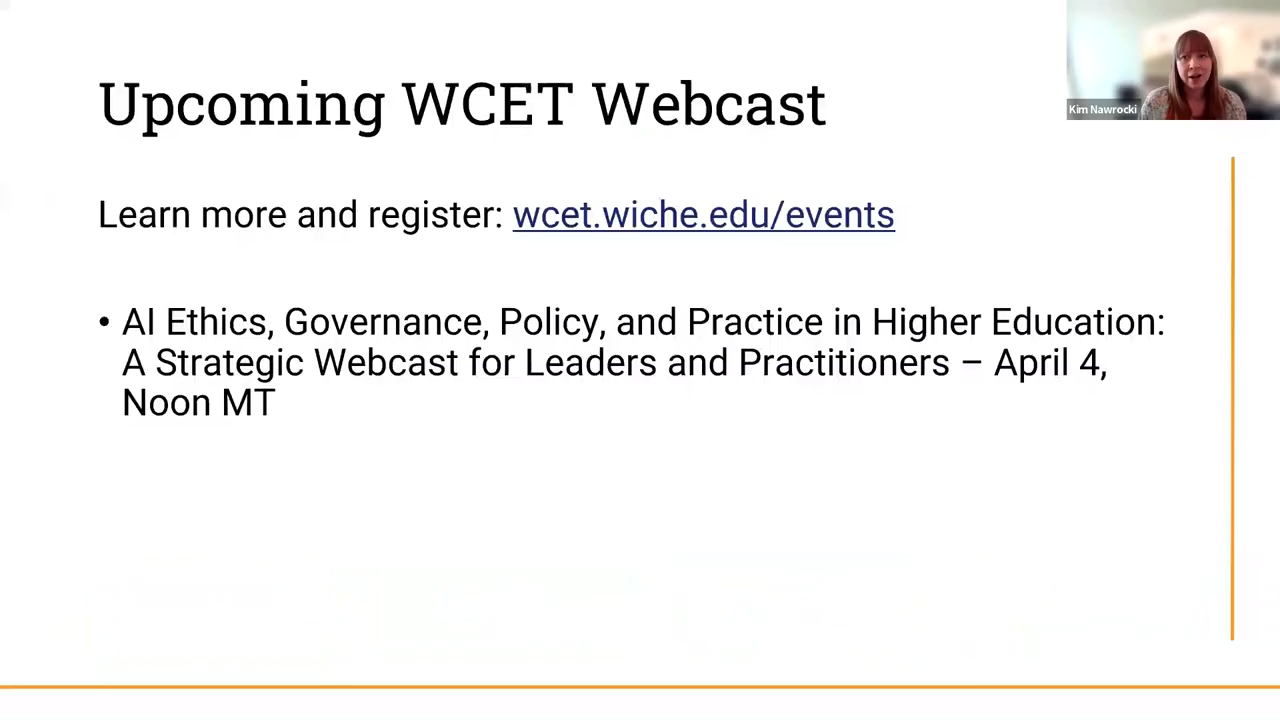 Upcoming WCET Webcast
Kim Nawrocki
Learn more and register: wcet.wiche.edu/events
• AI Ethics, Governance, Policy, and Practice in Higher Education:
A Strategic Webcast for Leaders and Practitioners – April 4,
Noon MT